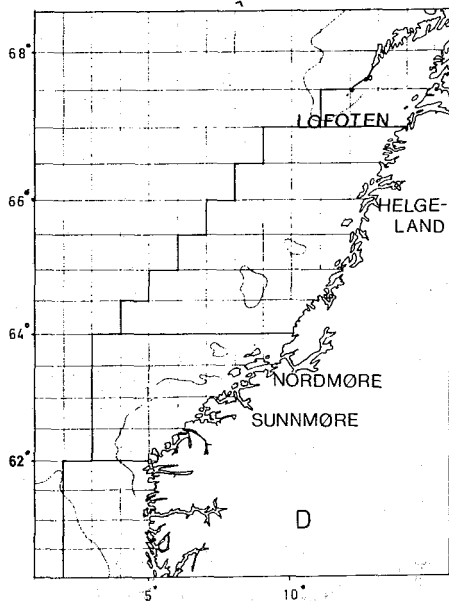 68°
LOFOTEN
66°
HELGE-
LAND
64°
NORDMØRE
SUNNMØRE
62°
D
5°
10°